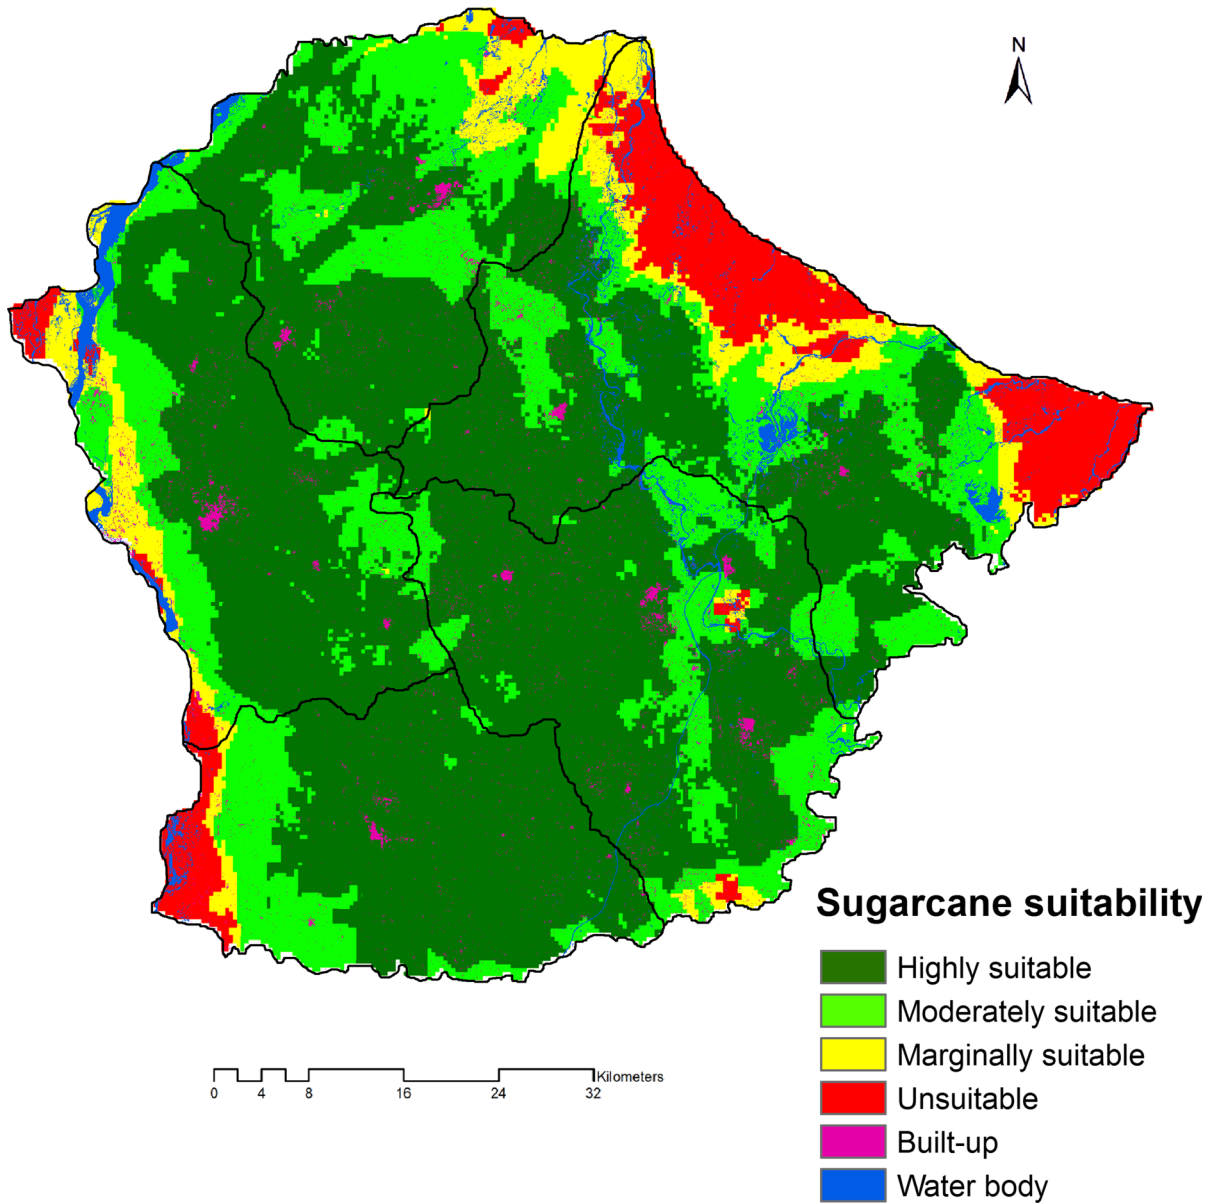 N
Sugarcane suitability
Highly suitable
Moderately suitable
Marginally suitable
Unsuitable
Built-up
Water body
Kilometers
0 4 8 16 24 32